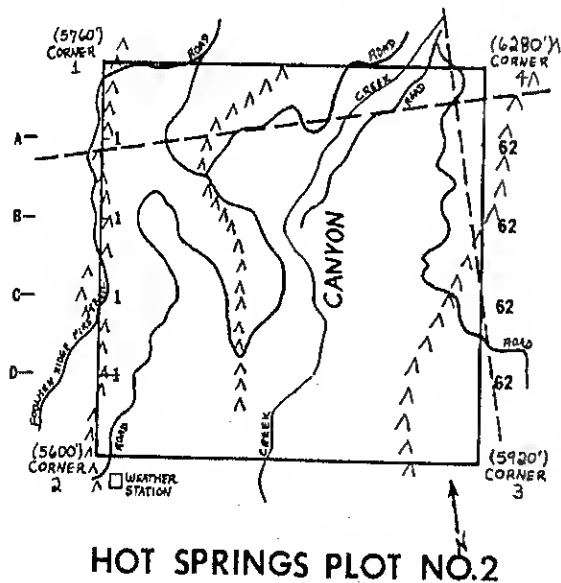 (5760')
CORNER
1
ROAD
ROAD
(6280')
CORNER
4
CREEK
ROAD
A—
1
62
B—
1
62
CANYON
C—
1
62
D—
1
62
ROAD
ROAD
CREEK
(5600')
CORNER
2
WEATHER
STATION
(5920')
CORNER
3
N
HOT SPRINGS PLOT NO.2